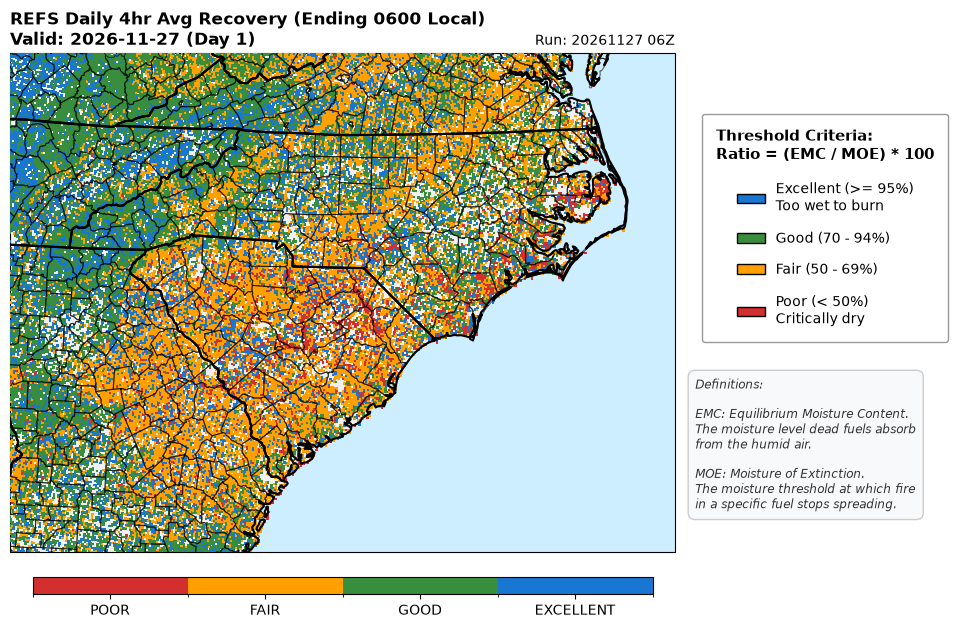 REFS Daily 4hr Avg Recovery (Ending 0600 Local)
Valid: 2026-11-27 (Day 1)
Run: 20261127 06Z
Threshold Criteria:
Ratio = (EMC / MOE) * 100
Excellent (>= 95%)
Too wet to burn
Good (70 - 94%)
Fair (50 - 69%)
Poor (< 50%)
Critically dry
Definitions:
EMC: Equilibrium Moisture Content.
The moisture level dead fuels absorb
from the humid air.
MOE: Moisture of Extinction.
The moisture threshold at which fire
in a specific fuel stops spreading.
POOR
FAIR
GOOD
EXCELLENT